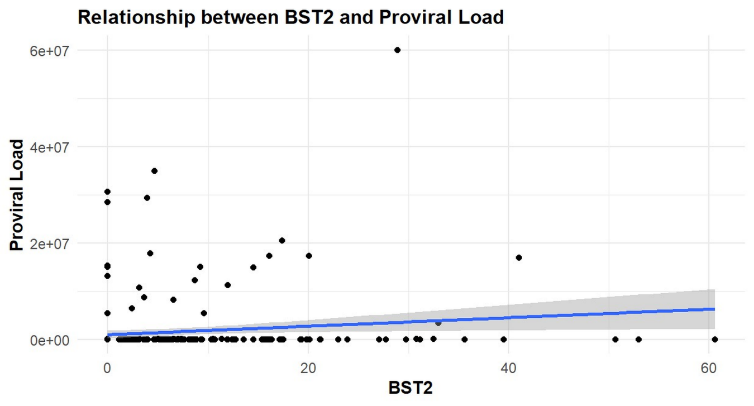 Relationship between BST2 and Proviral Load
6e+07
4e+07
2e+07
0e+00
Proviral Load
0 20 40 60
BST2